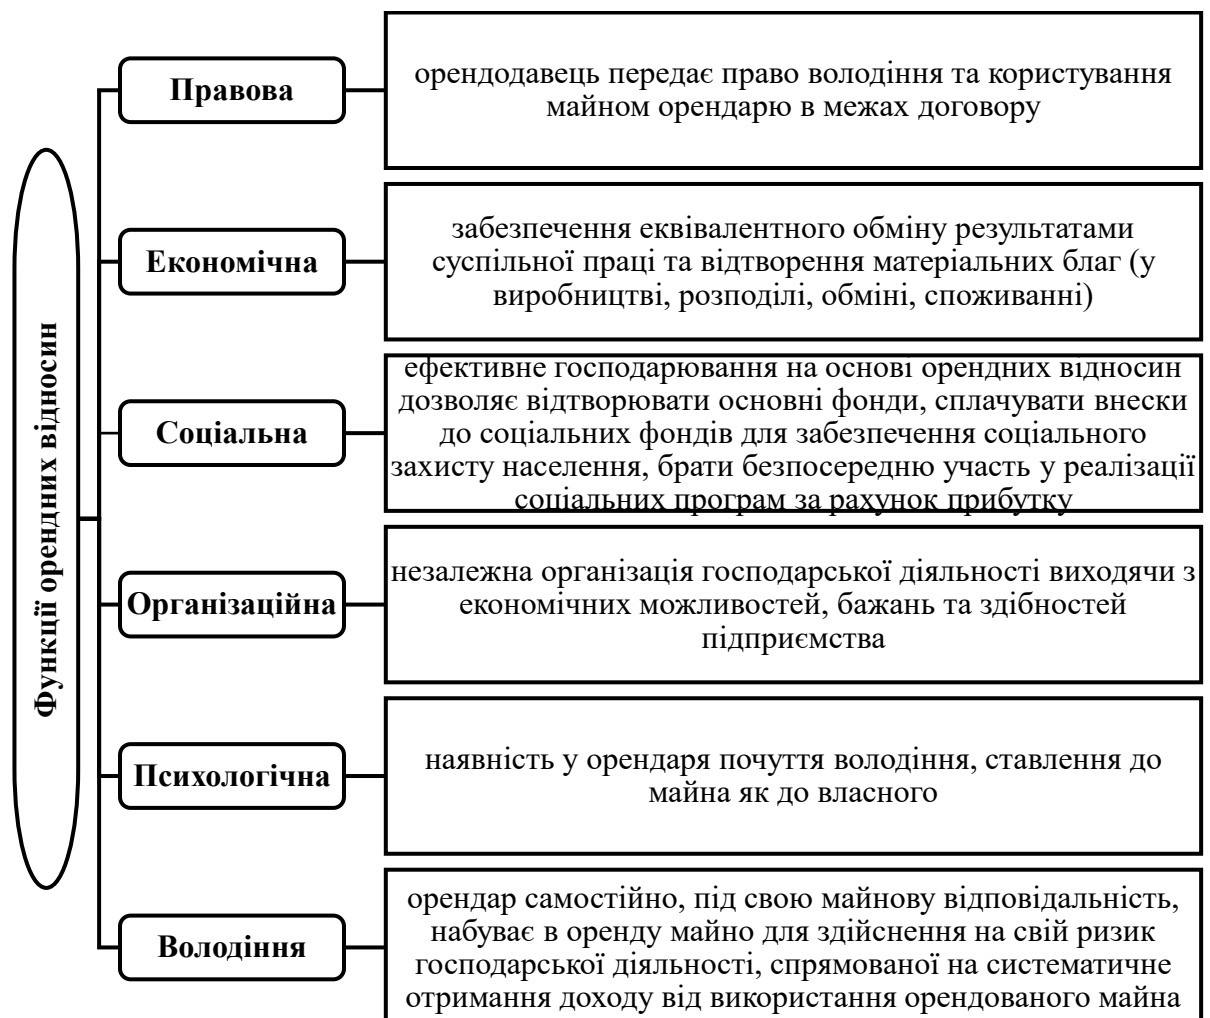 Функції орендних відносин
Правова
орендодавець передає право володіння та користування
майном орендарю в межах договору
Економічна
забезпечення еквівалентного обміну результатами
суспільної праці та відтворення матеріальних благ (у
виробництві, розподілі, обміні, споживанні)
Соціальна
ефективне господарювання на основі орендних відносин
дозволяє відтворювати основні фонди, сплачувати внески
до соціальних фондів для забезпечення соціального
захисту населення, брати безпосередню участь у реалізації
соціальних програм за рахунок прибутку
Організаційна
незалежна організація господарської діяльності виходячи з
економічних можливостей, бажань та здібностей
підприємства
Психологічна
наявність у орендаря почуття володіння, ставлення до
майна як до власного
Володіння
орендар самостійно, під свою майнову відповідальність,
набуває в оренду майно для здійснення на свій ризик
господарської діяльності, спрямованої на систематичне
отримання доходу від використання орендованого майна